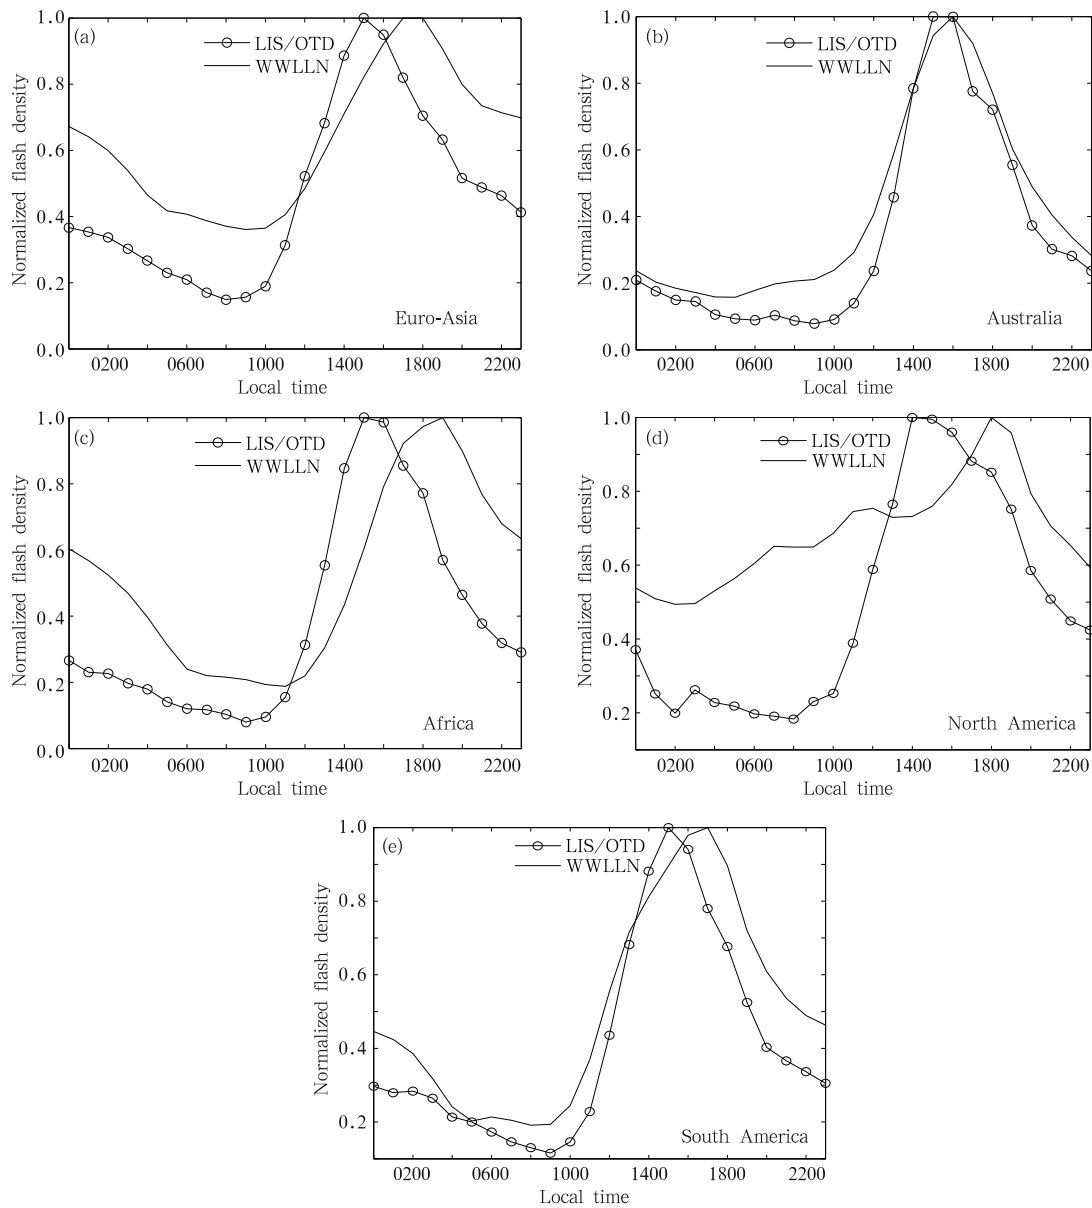 (a)
LIS/OTD
WWLLN
Normalized flash density
1.0
0.8
0.6
0.4
0.2
0.0
Euro-Asia
0200 0600 1000 1400 1800 2200
Local time
(b)
LIS/OTD
WWLLN
Normalized flash density
1.0
0.8
0.6
0.4
0.2
0.0
Australia
0200 0600 1000 1400 1800 2200
Local time
(c)
LIS/OTD
WWLLN
Normalized flash density
1.0
0.8
0.6
0.4
0.2
0.0
Africa
0200 0600 1000 1400 1800 2200
Local time
(d)
LIS/OTD
WWLLN
Normalized flash density
1.0
0.8
0.6
0.4
0.2
North America
0200 0600 1000 1400 1800 2200
Local time
(e)
LIS/OTD
WWLLN
Normalized flash density
1.0
0.8
0.6
0.4
0.2
South America
0200 0600 1000 1400 1800 2200
Local time